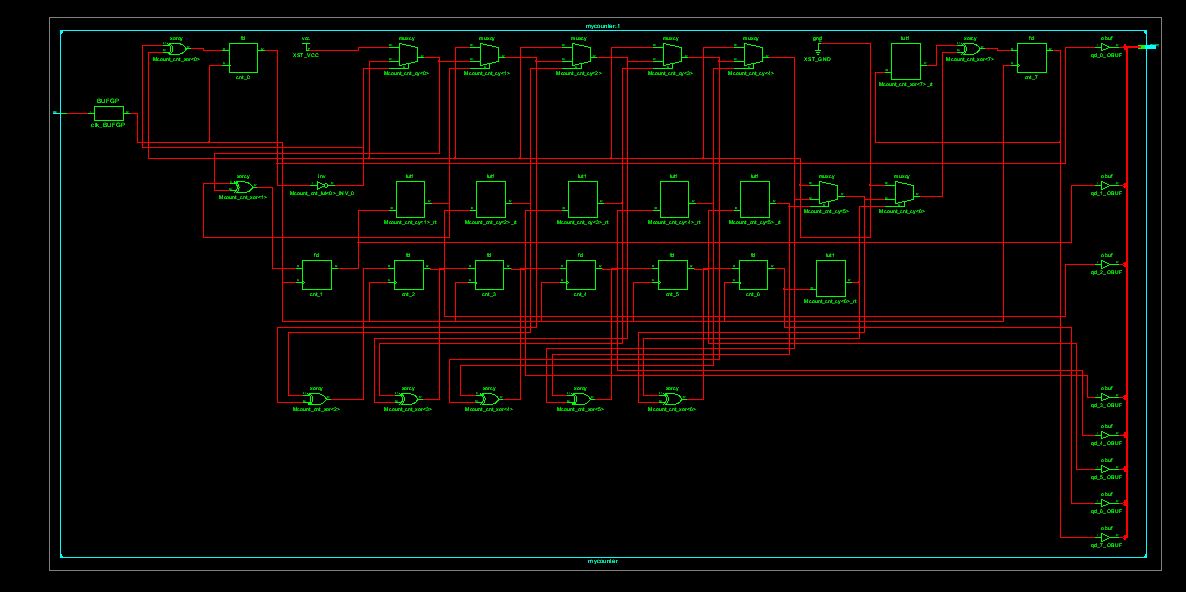 mycounter:1
xorcy
fd
vcc
muxcy
muxcy
muxcy
muxcy
muxcy
gnd
lut1
xorcy
fd
obuf
Mcount_cnt_xor<0>
cnt_0
XST_VCC
Mcount_cnt_cy<0>
Mcount_cnt_cy<1>
Mcount_cnt_cy<2>
Mcount_cnt_cy<3>
Mcount_cnt_cy<4>
XST_GND
Mcount_cnt_xor<7>_rt
Mcount_cnt_xor<7>
cnt_7
qd_0_OBUF
BUFGP
clk_BUFGP
xorcy
inv
lut1
lut1
lut1
lut1
lut1
muxcy
muxcy
obuf
Mcount_cnt_xor<1>
Mcount_cnt_lut<0>_INV_0
Mcount_cnt_cy<1>_rt
Mcount_cnt_cy<2>_rt
Mcount_cnt_cy<3>_rt
Mcount_cnt_cy<4>_rt
Mcount_cnt_cy<5>_rt
Mcount_cnt_cy<5>
Mcount_cnt_cy<6>
qd_1_OBUF
fd
fd
fd
fd
fd
fd
lut1
obuf
cnt_1
cnt_2
cnt_3
cnt_4
cnt_5
cnt_6
Mcount_cnt_cy<6>_rt
qd_2_OBUF
xorcy
xorcy
xorcy
xorcy
xorcy
obuf
Mcount_cnt_xor<2>
Mcount_cnt_xor<3>
Mcount_cnt_xor<4>
Mcount_cnt_xor<5>
Mcount_cnt_xor<6>
qd_3_OBUF
obuf
qd_4_OBUF
obuf
qd_5_OBUF
obuf
qd_6_OBUF
obuf
qd_7_OBUF
mycounter